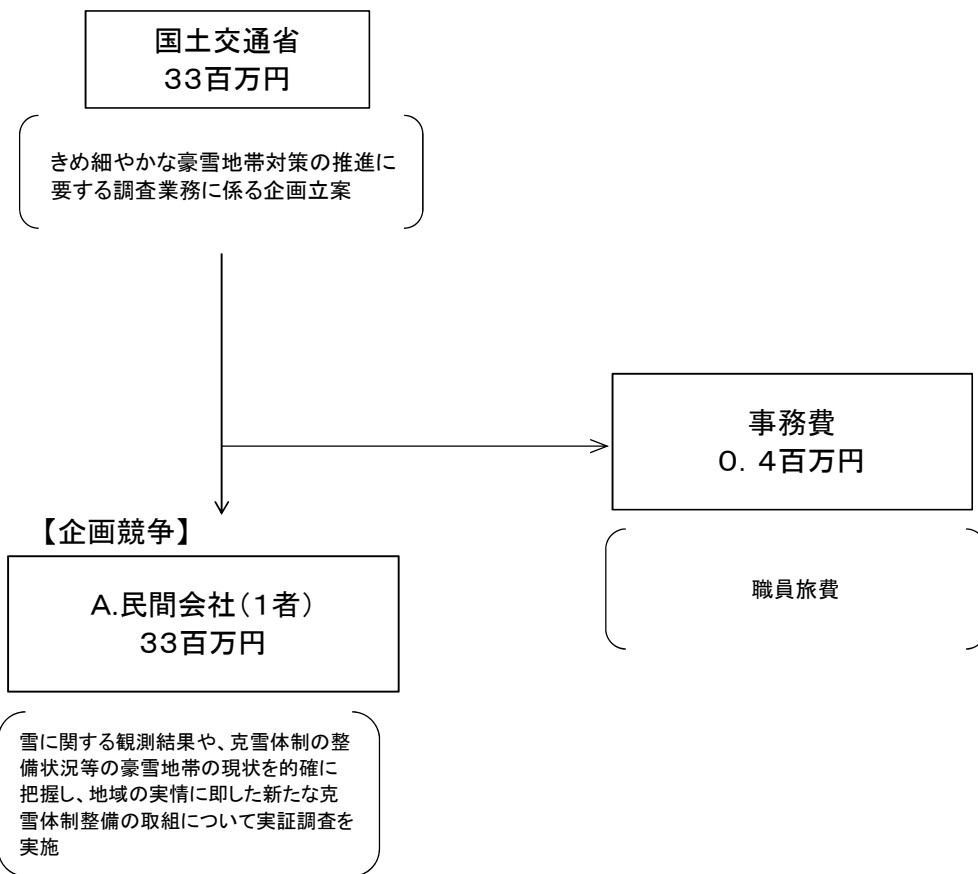 国土交通省
33百万円
きめ細やかな豪雪地帯対策の推進に
要する調査業務に係る企画立案
事務費
0．4百万円
職員旅費
【企画競争】
A.民間会社(1者)
33百万円
雪に関する観測結果や、克雪体制の整
備状況等の豪雪地帯の現状を的確に
把握し、地域の実情に即した新たな克
雪体制整備の取組について実証調査を
実施